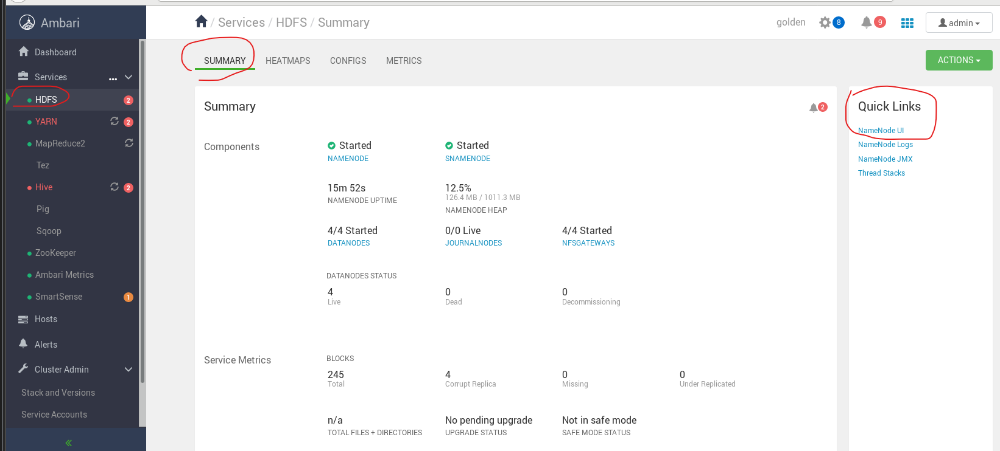 Ambari
/ Services / HDFS / Summary
golden
8
9
admin
Dashboard
Services
HDFS
2
YARN
2
MapReduce2
Tez
Hive
2
Pig
Sqoop
ZooKeeper
Ambari Metrics
SmartSense
1
Hosts
Alerts
Cluster Admin
Stack and Versions
Service Accounts
SUMMARY
HEATMAPS
CONFIGS
METRICS
ACTIONS
Summary
2
Components
Started
NAMENODE
Started
SNAMENODE
15m 52s
NAMENODE UPTIME
12.5%
126.4 MB / 1011.3 MB
NAMENODE HEAP
4/4 Started
DATANODES
0/0 Live
JOURNALNODES
4/4 Started
NFSGATEWAYS
DATANODES STATUS
4
Live
0
Dead
0
Decommissioning
Service Metrics
BLOCKS
245
Total
4
Corrupt Replica
0
Missing
0
Under Replicated
n/a
TOTAL FILES + DIRECTORIES
No pending upgrade
UPGRADE STATUS
Not in safe mode
SAFE MODE STATUS
Quick Links
NameNode UI
NameNode Logs
NameNode JMX
Thread Stacks